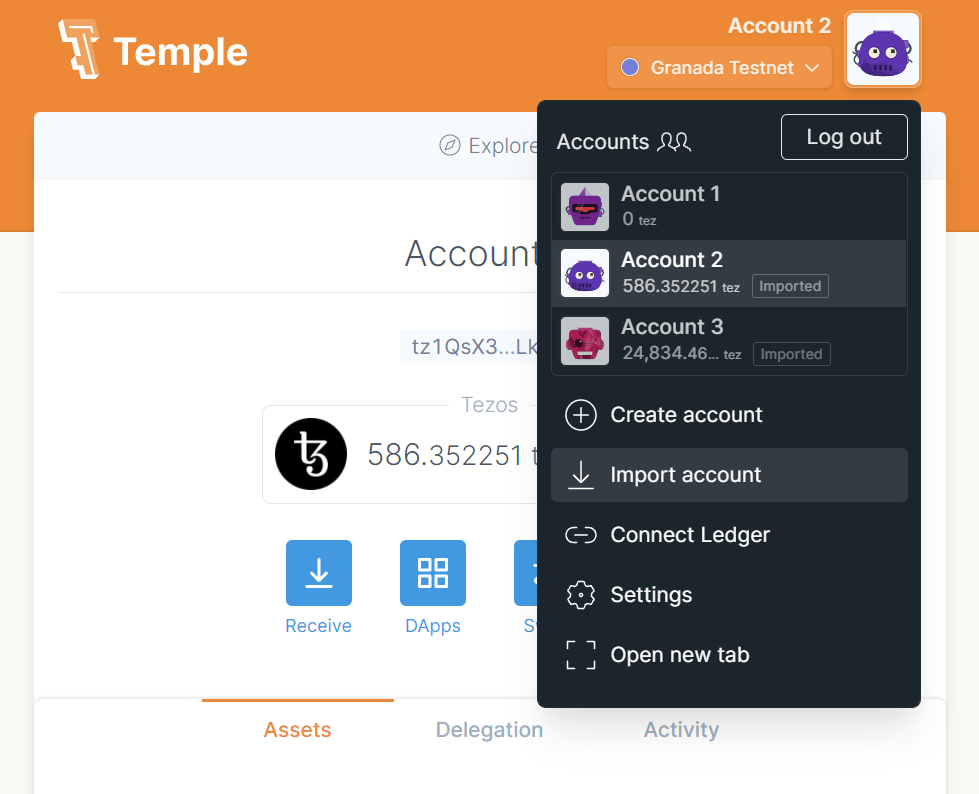 Temple
Account 2
Granada Testnet
Explore
Accounts
Log out
Account 1
0 tez
Account 2
586.352251 tez Imported
Account 3
24,834.46... tez Imported
Create account
Import account
Connect Ledger
Settings
Open new tab
Account
tz1QsX3...Lk
Tezos
586.352251 t
Receive
DApps
Assets
Delegation
Activity